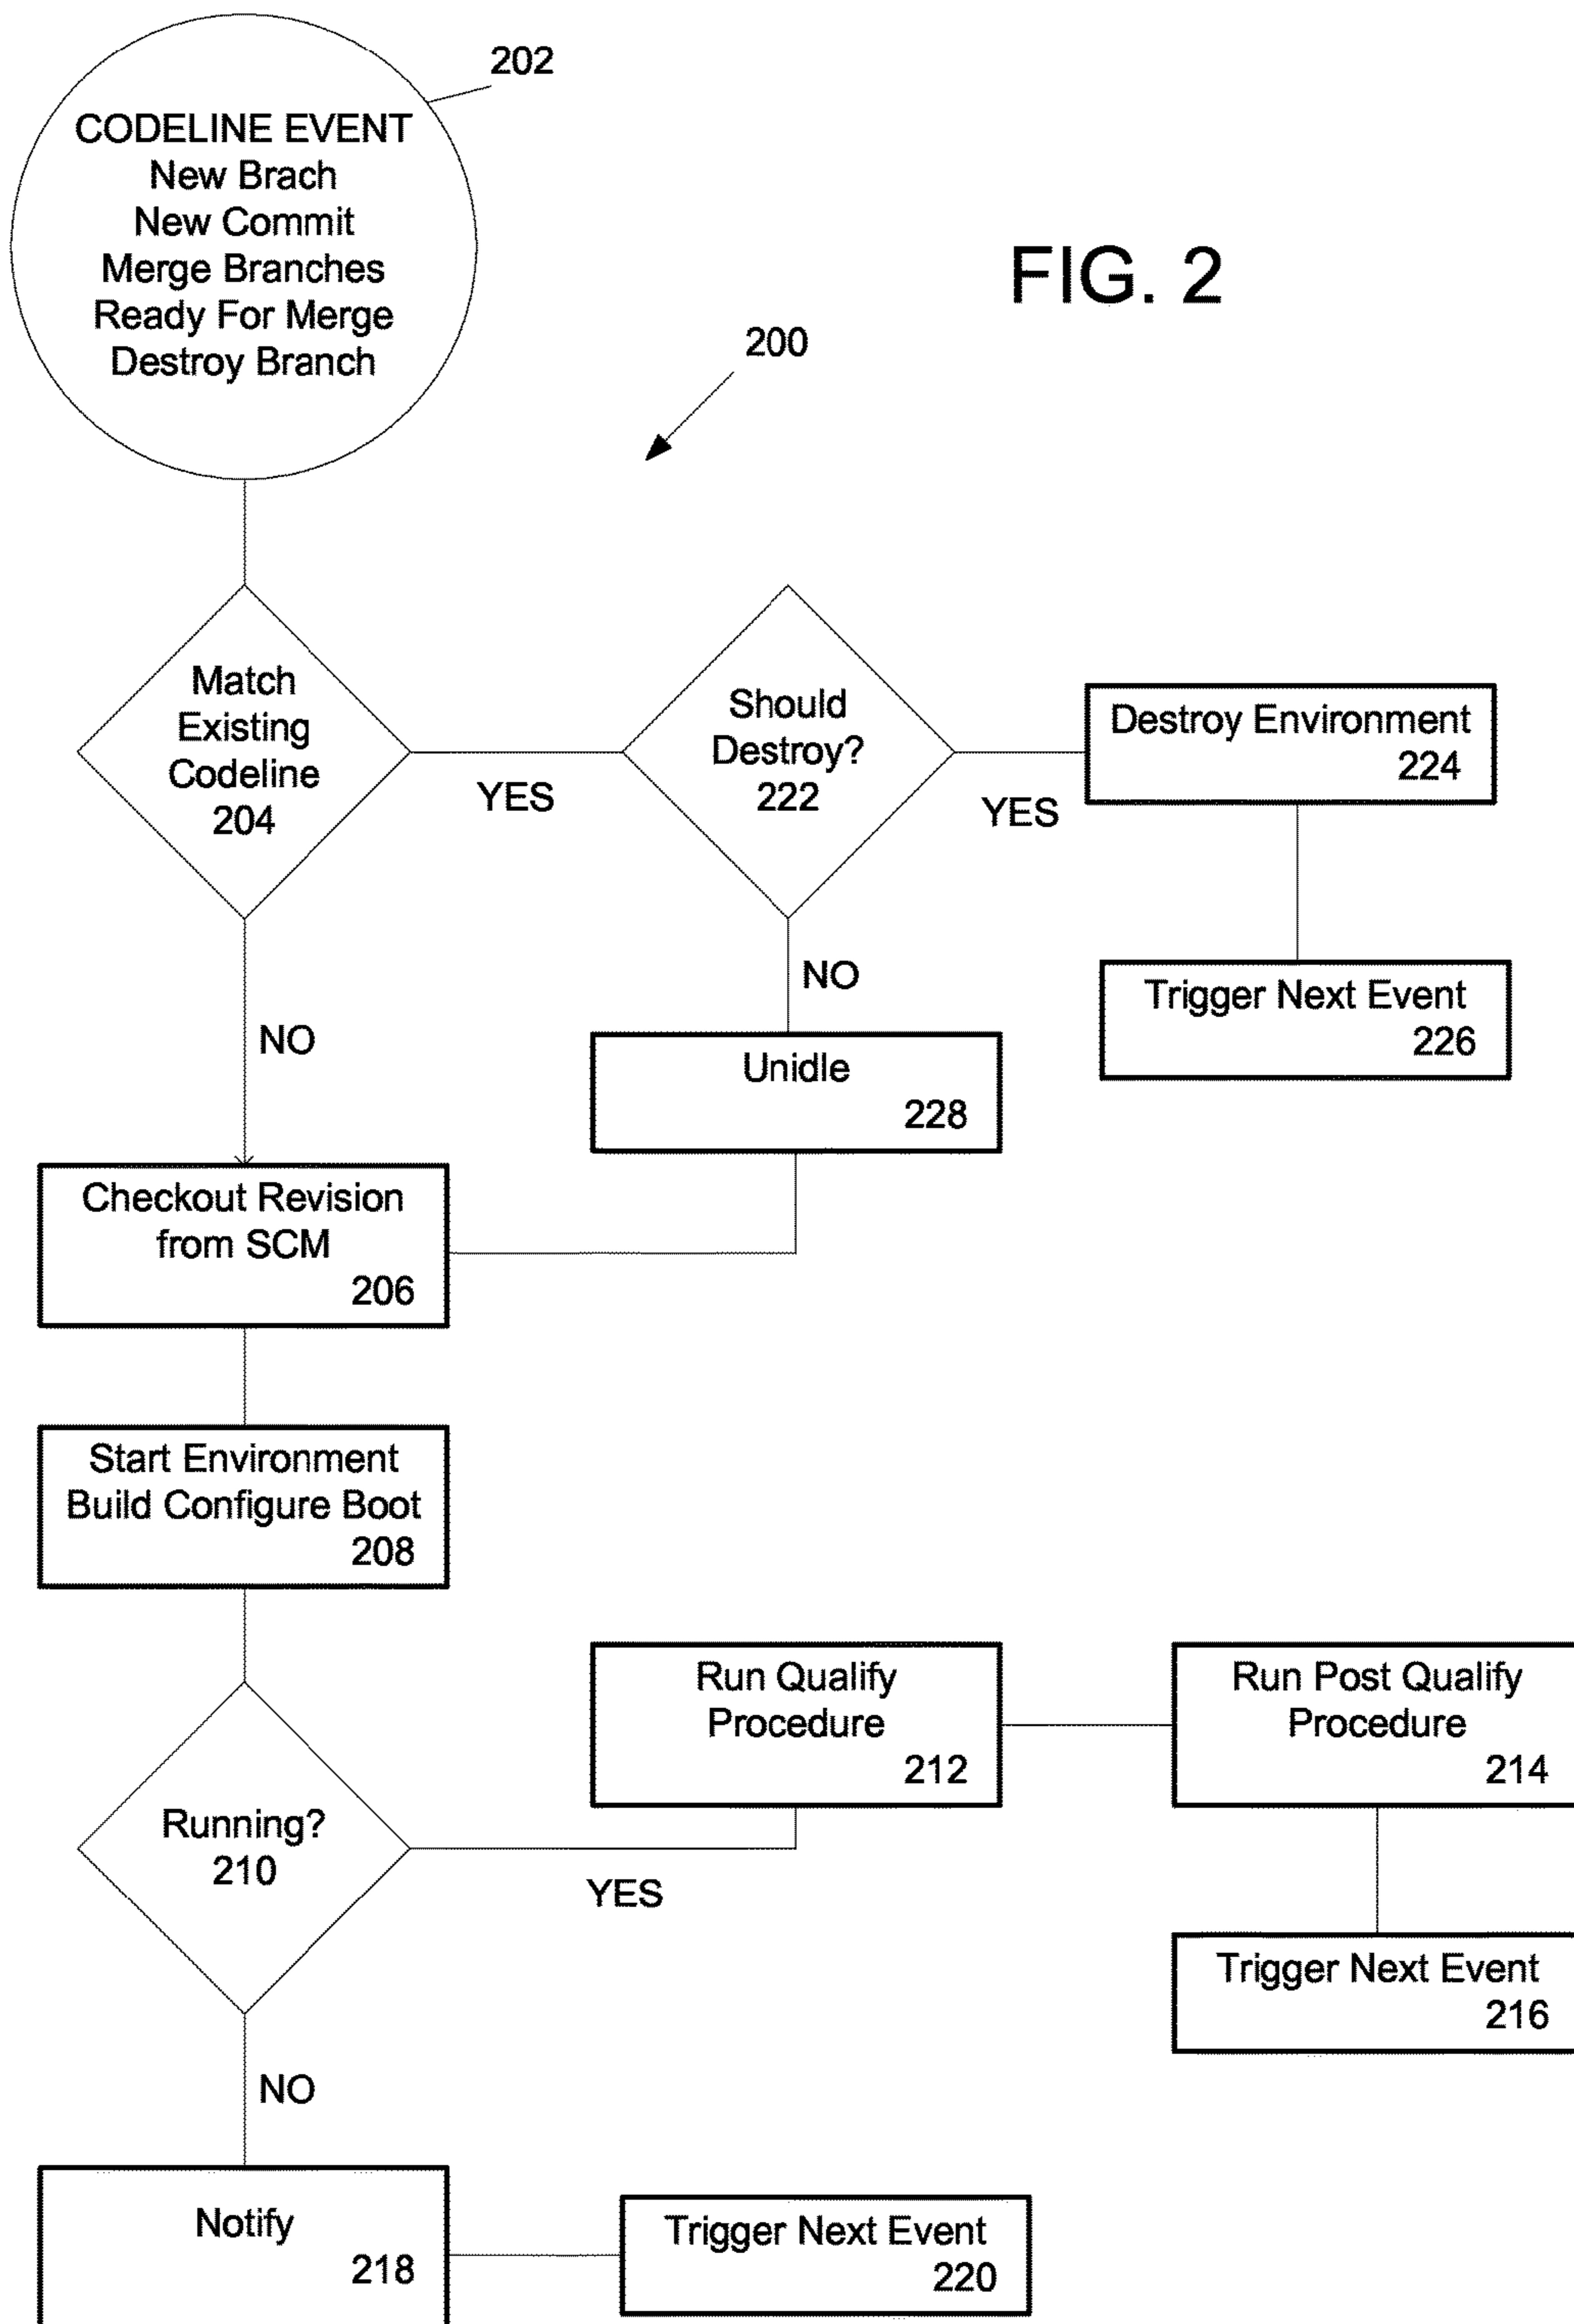 202
CODELINE EVENT
New Brach
New Commit
Merge Branches
Ready For Merge
Destroy Branch
FIG. 2
200
Match
Existing
Codeline
204
YES
Should
Destroy?
222
YES
Destroy Environment
224
NO
Trigger Next Event
226
NO
Unidle
228
Checkout Revision
from SCM
206
Start Environment
Build Configure Boot
208
Running?
210
YES
Run Qualify
Procedure
212
Run Post Qualify
Procedure
214
Trigger Next Event
216
NO
Notify
218
Trigger Next Event
220